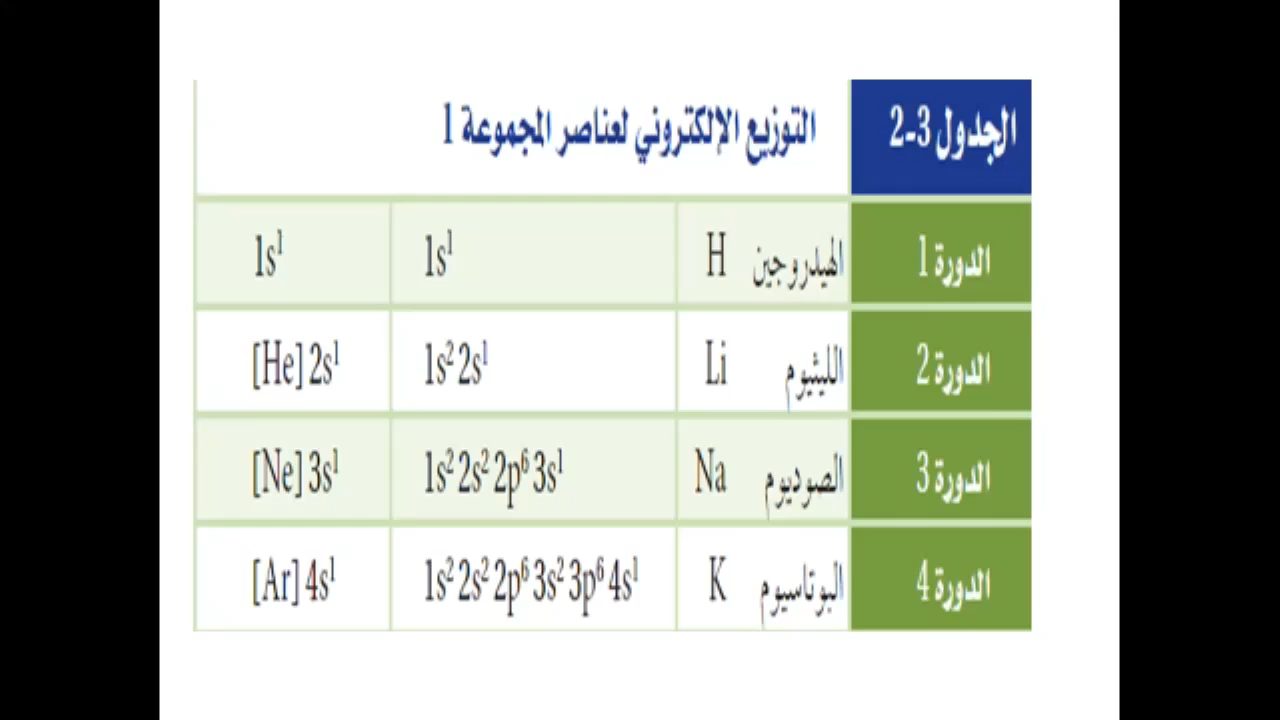 الجدول 3-2 التوزيع الإلكتروني لعناصر المجموعة 1
الدورة 1 الهيدروجين H 1s¹ 1s¹
الدورة 2 الليثيوم Li 1s² 2s¹ [He] 2s¹
الدورة 3 الصوديوم Na 1s² 2s² 2p⁶ 3s¹ [Ne] 3s¹
الدورة 4 البوتاسيوم K 1s² 2s² 2p⁶ 3s² 3p⁶ 4s¹ [Ar] 4s¹